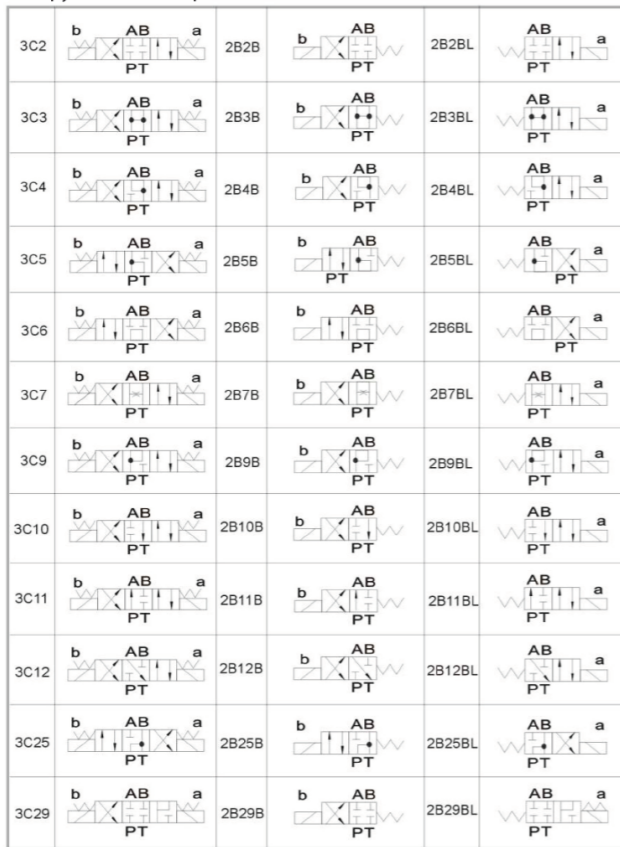 b AB a b AB AB a
3C2 2B2B 2B2BL
PT PT PT
b AB a b AB AB a
3C3 2B3B 2B3BL
PT PT PT
b AB a b AB AB a
3C4 2B4B 2B4BL
PT PT PT
b AB a b AB AB a
3C5 2B5B 2B5BL
PT PT PT
b AB a b AB AB a
3C6 2B6B 2B6BL
PT PT PT
b AB a b AB AB a
3C7 2B7B 2B7BL
PT PT PT
b AB a b AB AB a
3C9 2B9B 2B9BL
PT PT PT
b AB a b AB AB a
3C10 2B10B 2B10BL
PT PT PT
b AB a b AB AB a
3C11 2B11B 2B11BL
PT PT PT
b AB a b AB AB a
3C12 2B12B 2B12BL
PT PT PT
b AB a b AB AB a
3C25 2B25B 2B25BL
PT PT PT
b AB a b AB AB a
3C29 2B29B 2B29BL
PT PT PT